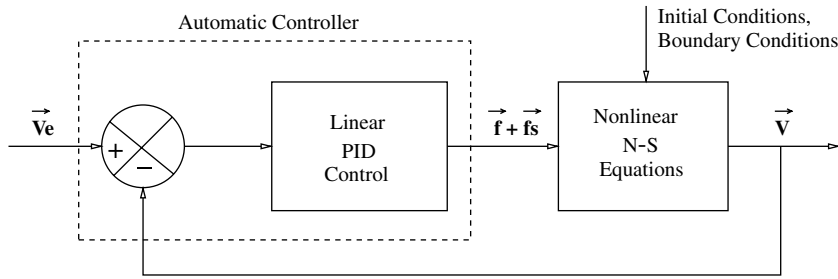 Automatic Controller
Initial Conditions,
Boundary Conditions
Ve
+
−
Linear
PID
Control
f + fs
Nonlinear
N-S
Equations
V